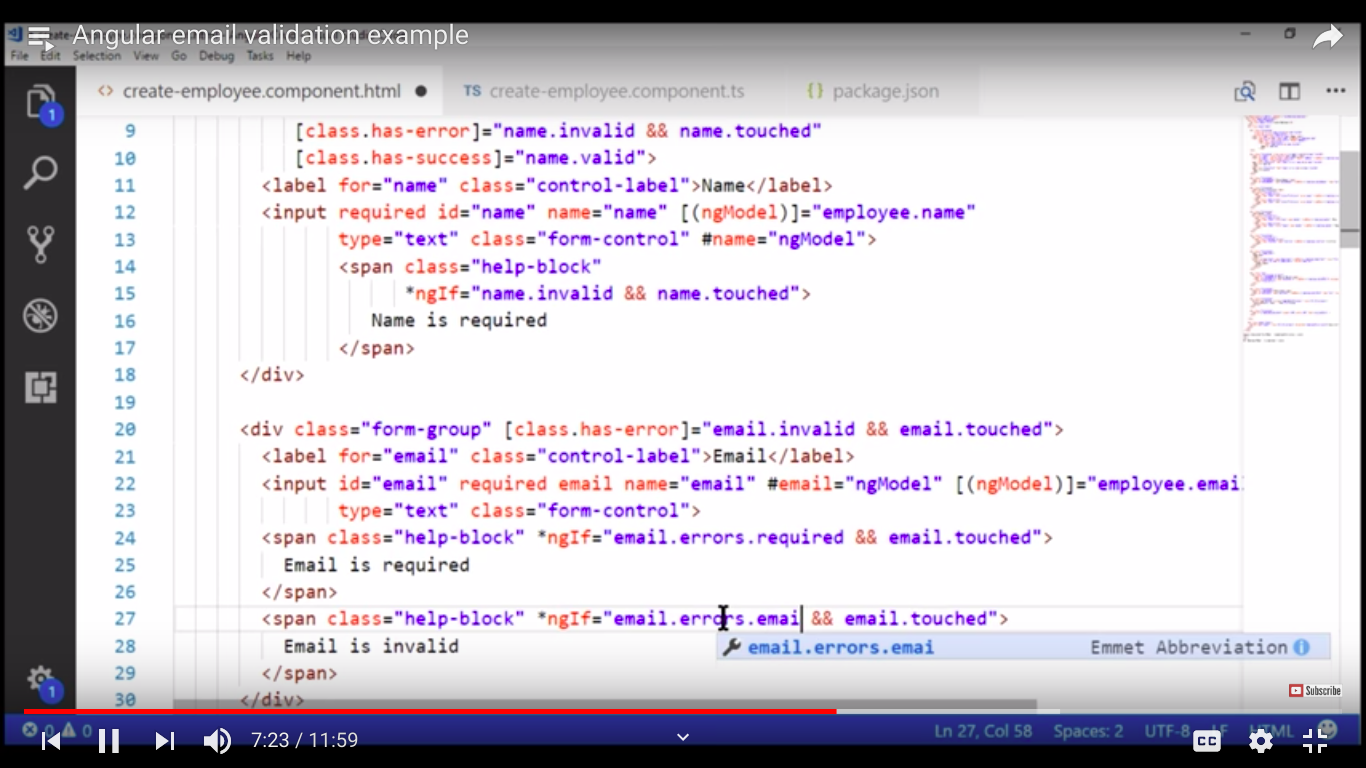 Angular email validation example
File Edit Selection View Go Debug Tasks Help
create-employee.component.html ● TS create-employee.component.ts {} package.json
1
9 [class.has-error]="name.invalid && name.touched"
10 [class.has-success]="name.valid">
11 <label for="name" class="control-label">Name</label>
12 <input required id="name" name="name" [(ngModel)]="employee.name"
13 type="text" class="form-control" #name="ngModel">
14 <span class="help-block"
15 *ngIf="name.invalid && name.touched">
16 Name is required
17 </span>
18 </div>
19
20 <div class="form-group" [class.has-error]="email.invalid && email.touched">
21 <label for="email" class="control-label">Email</label>
22 <input id="email" required email name="email" #email="ngModel" [(ngModel)]="employee.emai
23 type="text" class="form-control">
24 <span class="help-block" *ngIf="email.errors.required && email.touched">
25 Email is required
26 </span>
27 <span class="help-block" *ngIf="email.errors.emai && email.touched">
28 Email is invalid
email.errors.emai Emmet Abbreviation
29 </span>
30 </div>
1
Subscribe
0 0 Ln 27, Col 58 Spaces: 2 UTF-8 LF HTML
7:23 / 11:59 CC